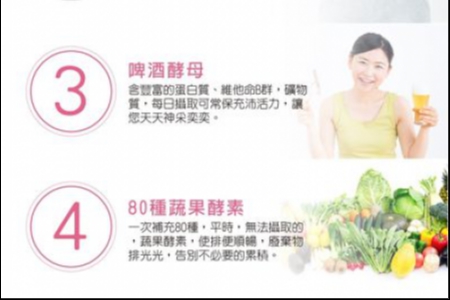 3
啤酒酵母
含豐富的蛋白質、維他命B群，礦物
質，每日攝取可常保充沛活力，讓
您天天神采奕奕。
4
80種蔬果酵素
一次補充80種，平時，無法攝取的
，蔬果酵素，使排便順暢，廢棄物
排光光，告別不必要的累積。